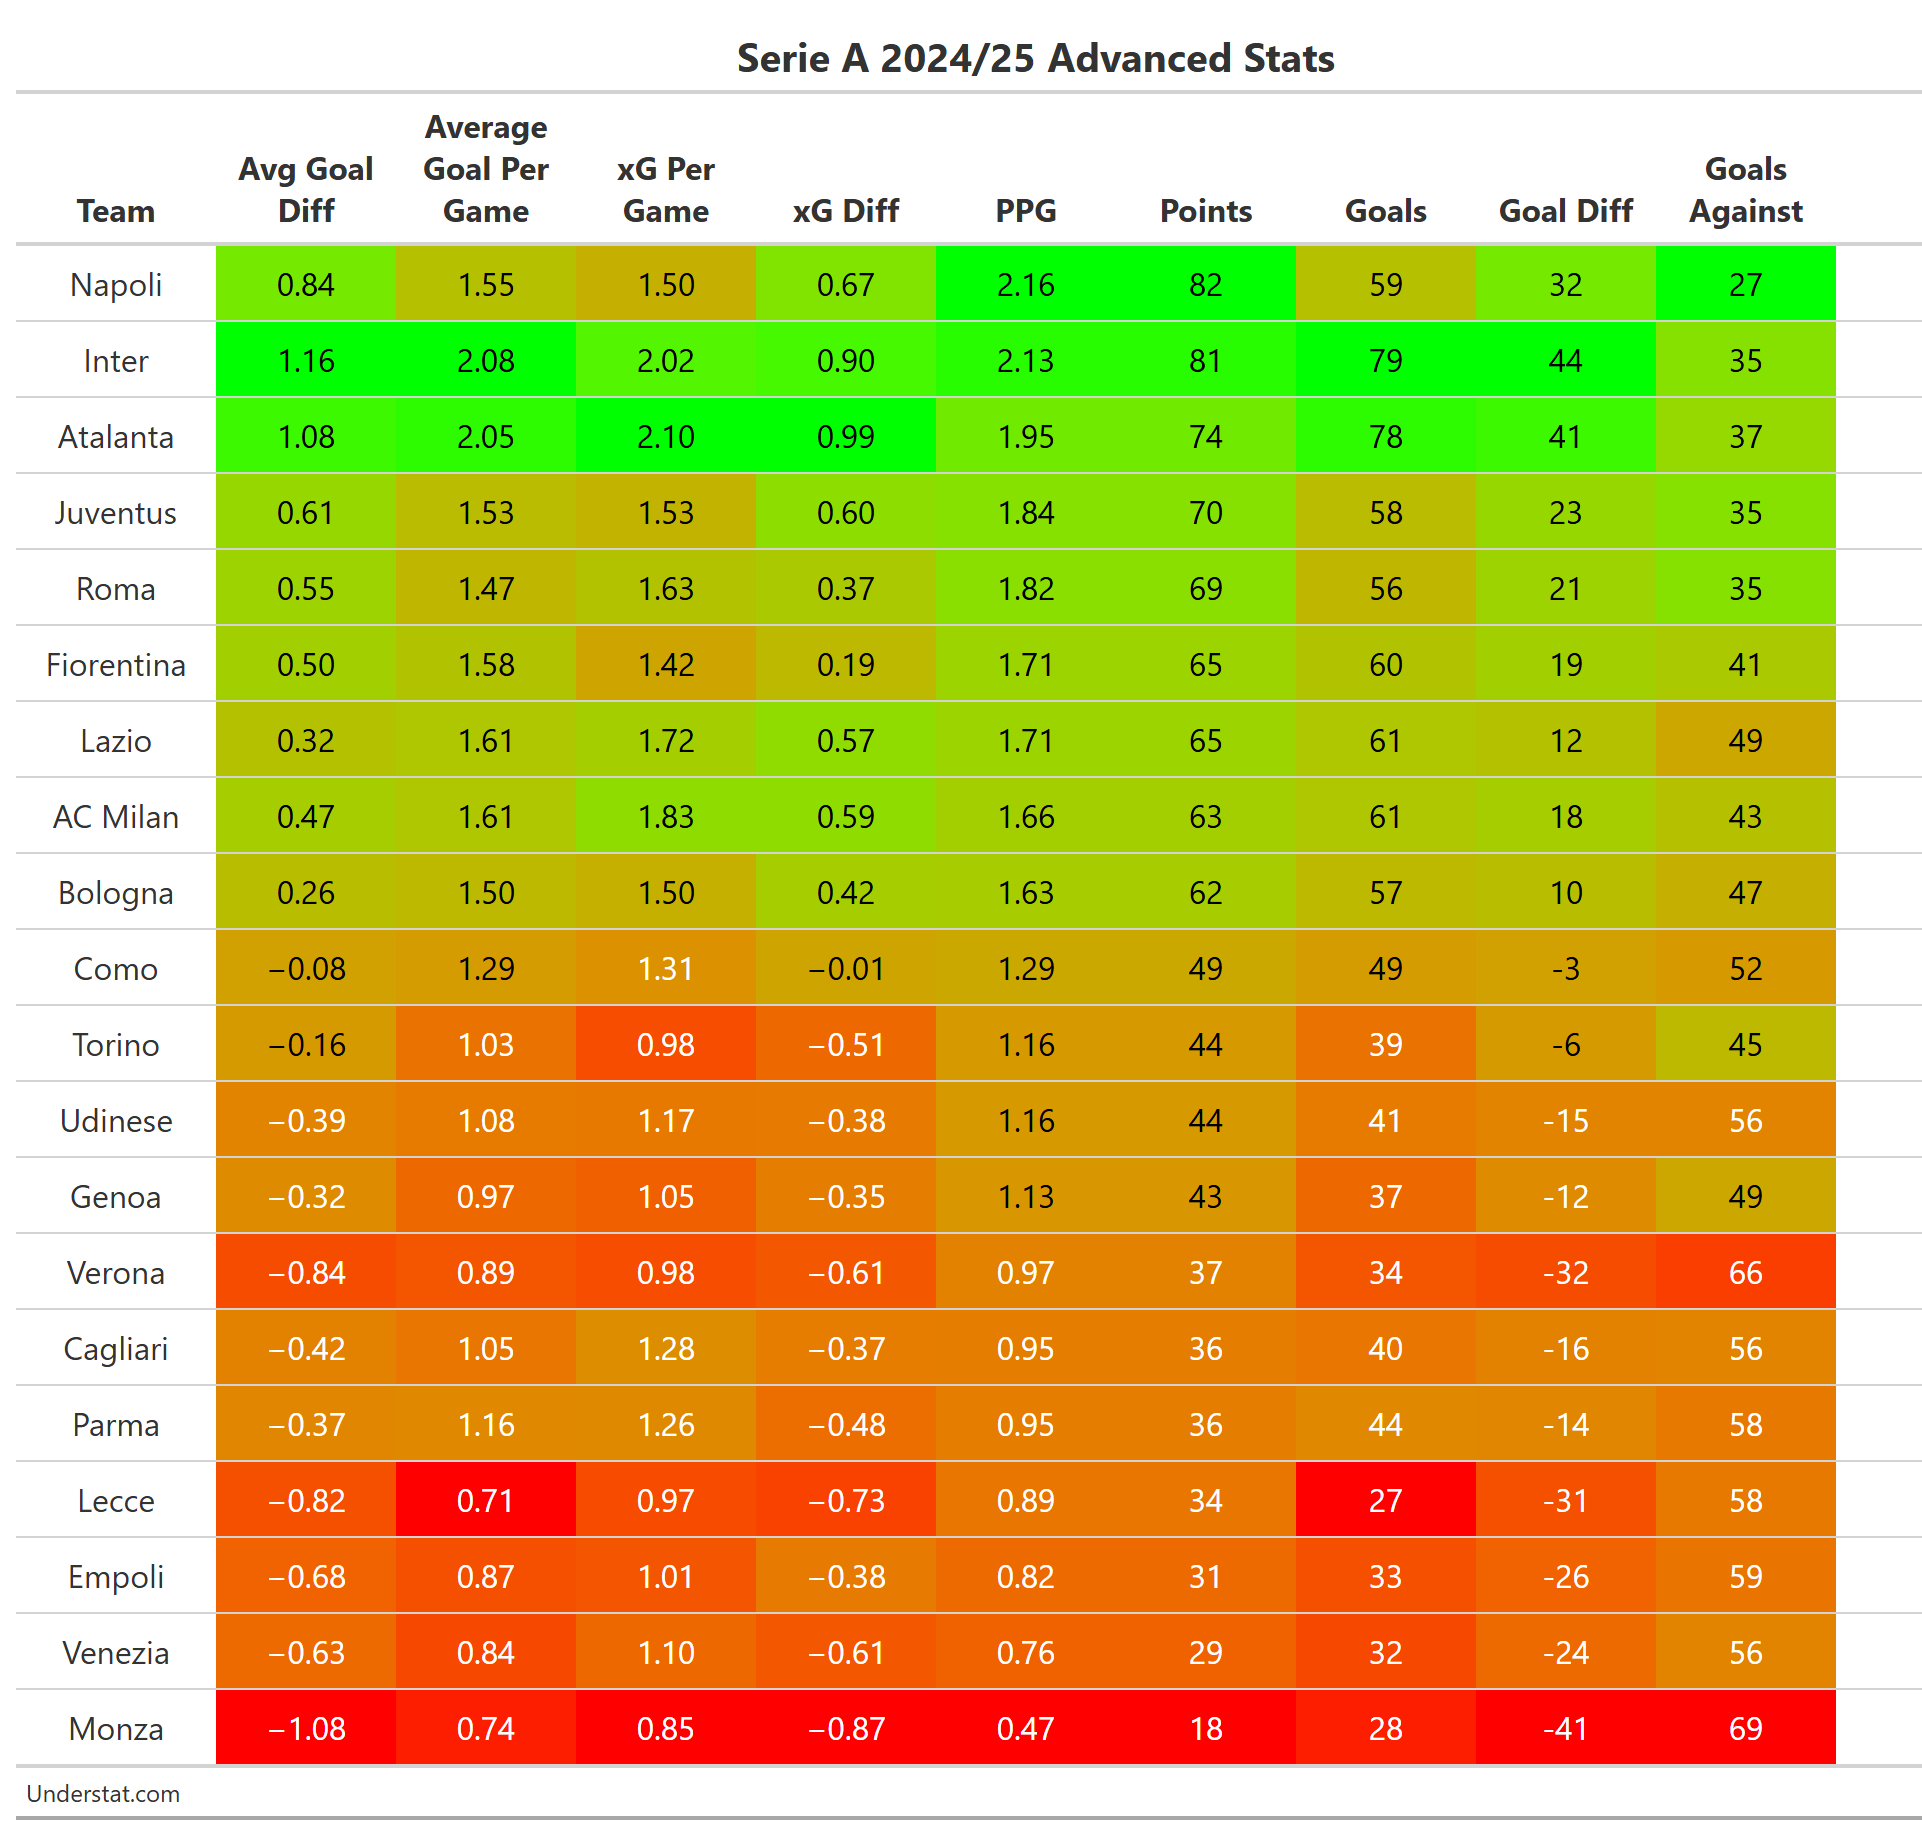 Serie A 2024/25 Advanced Stats
Team Avg Goal Diff Average Goal Per Game xG Per Game xG Diff PPG Points Goals Goal Diff Goals Against
Napoli 0.84 1.55 1.50 0.67 2.16 82 59 32 27
Inter 1.16 2.08 2.02 0.90 2.13 81 79 44 35
Atalanta 1.08 2.05 2.10 0.99 1.95 74 78 41 37
Juventus 0.61 1.53 1.53 0.60 1.84 70 58 23 35
Roma 0.55 1.47 1.63 0.37 1.82 69 56 21 35
Fiorentina 0.50 1.58 1.42 0.19 1.71 65 60 19 41
Lazio 0.32 1.61 1.72 0.57 1.71 65 61 12 49
AC Milan 0.47 1.61 1.83 0.59 1.66 63 61 18 43
Bologna 0.26 1.50 1.50 0.42 1.63 62 57 10 47
Como −0.08 1.29 1.31 −0.01 1.29 49 49 -3 52
Torino −0.16 1.03 0.98 −0.51 1.16 44 39 -6 45
Udinese −0.39 1.08 1.17 −0.38 1.16 44 41 -15 56
Genoa −0.32 0.97 1.05 −0.35 1.13 43 37 -12 49
Verona −0.84 0.89 0.98 −0.61 0.97 37 34 -32 66
Cagliari −0.42 1.05 1.28 −0.37 0.95 36 40 -16 56
Parma −0.37 1.16 1.26 −0.48 0.95 36 44 -14 58
Lecce −0.82 0.71 0.97 −0.73 0.89 34 27 -31 58
Empoli −0.68 0.87 1.01 −0.38 0.82 31 33 -26 59
Venezia −0.63 0.84 1.10 −0.61 0.76 29 32 -24 56
Monza −1.08 0.74 0.85 −0.87 0.47 18 28 -41 69
Understat.com